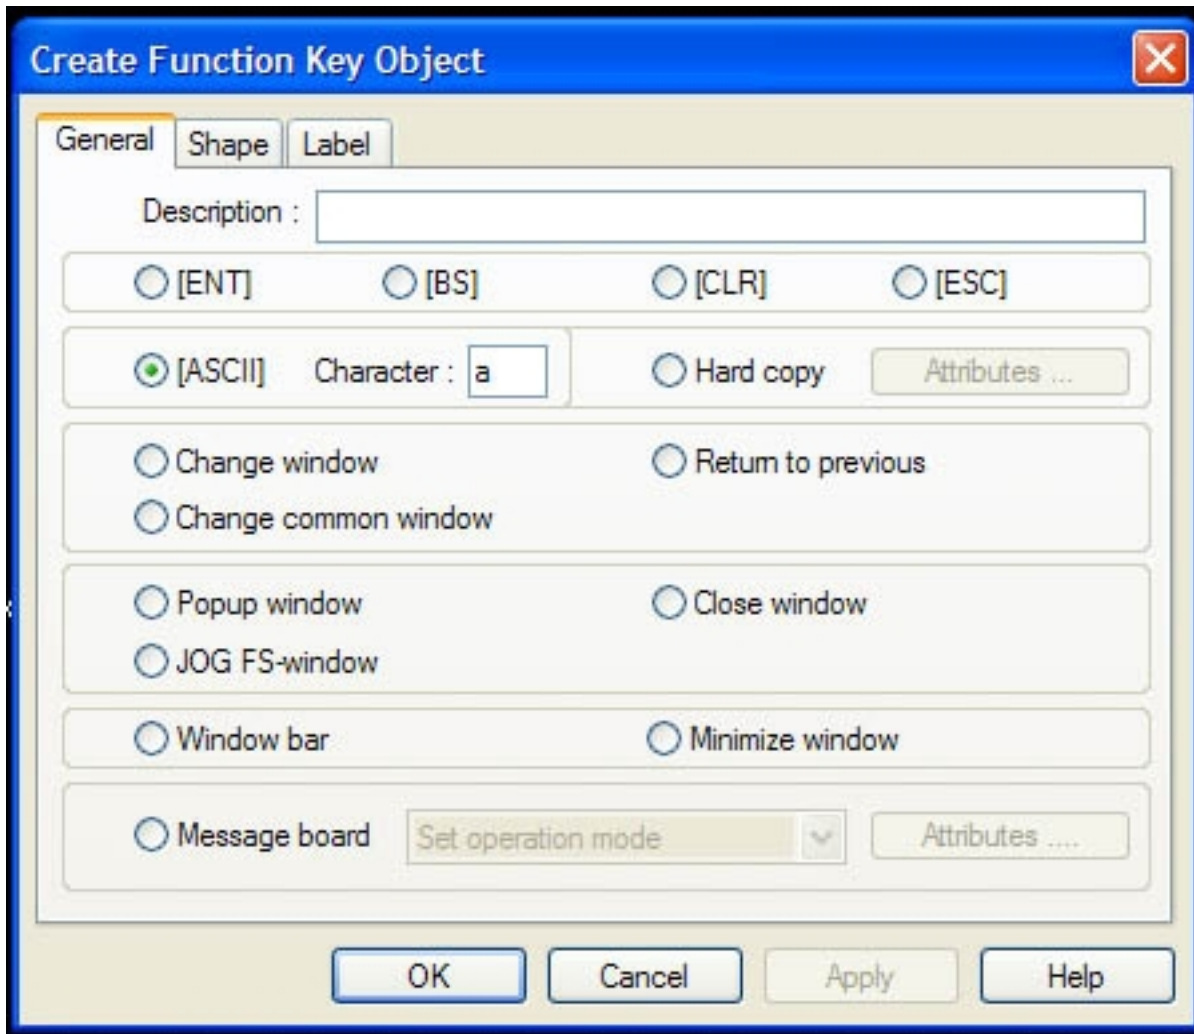 Create Function Key Object
General Shape Label
Description :
[ENT] [BS] [CLR] [ESC]
[ASCII] Character : a Hard copy Attributes ...
Change window Return to previous
Change common window
Popup window Close window
JOG FS-window
Window bar Minimize window
Message board Set operation mode Attributes ....
OK Cancel Apply Help